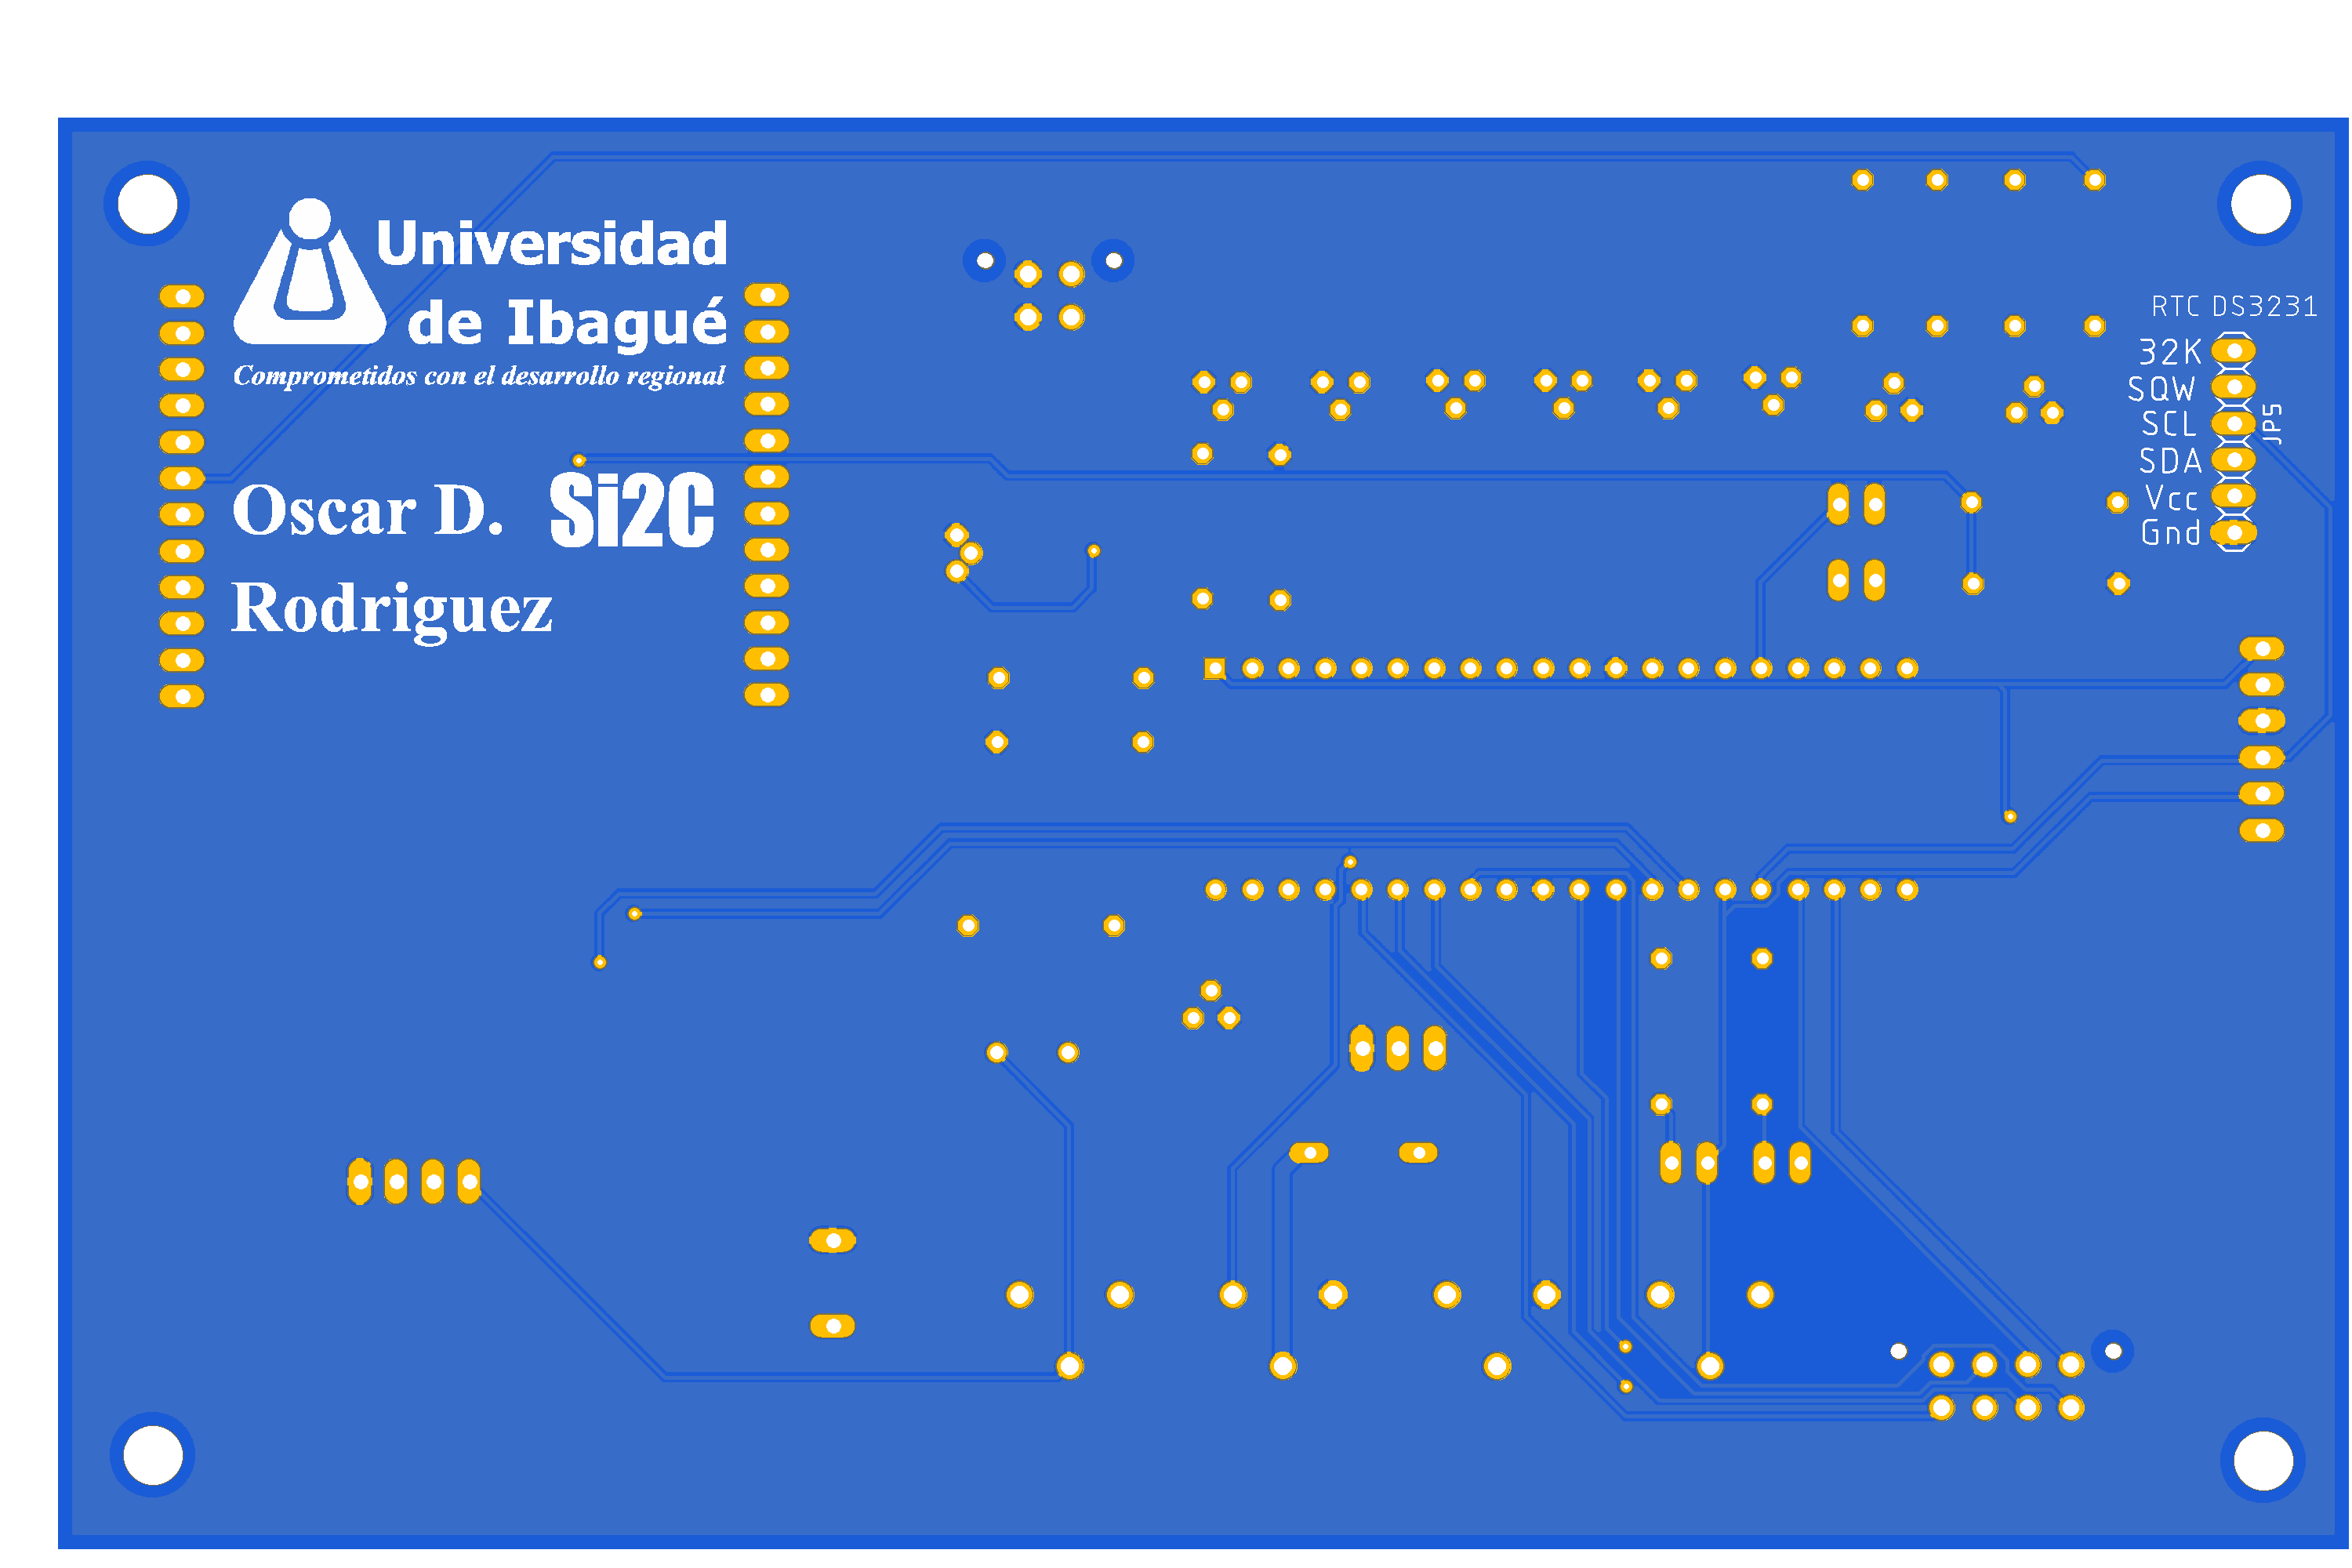 Universidad
de Ibagué
Comprometidos con el desarrollo regional
Oscar D. Si2C
Rodriguez
RTC DS3231
32K
SQW
SCL
SDA
Vcc
Gnd
JP5